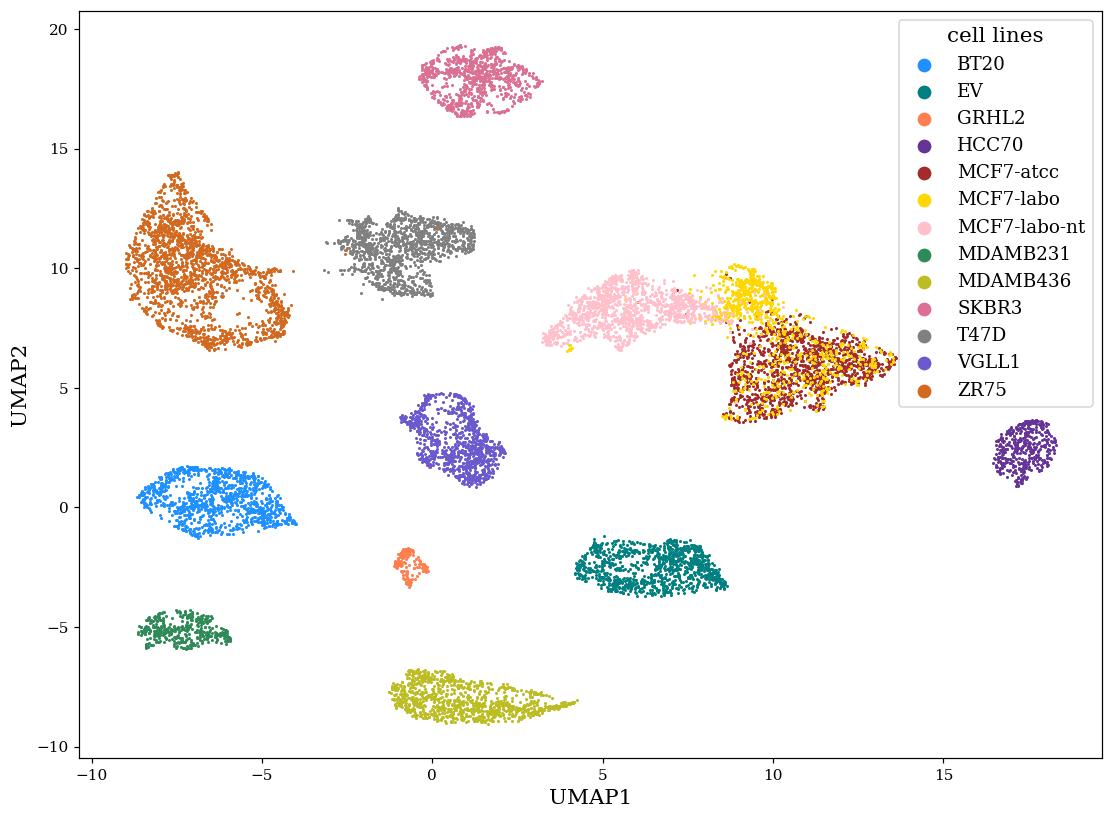 20
15
10
5
0
−5
−10
UMAP2
−10
−5
0
5
10
15
UMAP1
cell lines
BT20
EV
GRHL2
HCC70
MCF7-atcc
MCF7-labo
MCF7-labo-nt
MDAMB231
MDAMB436
SKBR3
T47D
VGLL1
ZR75